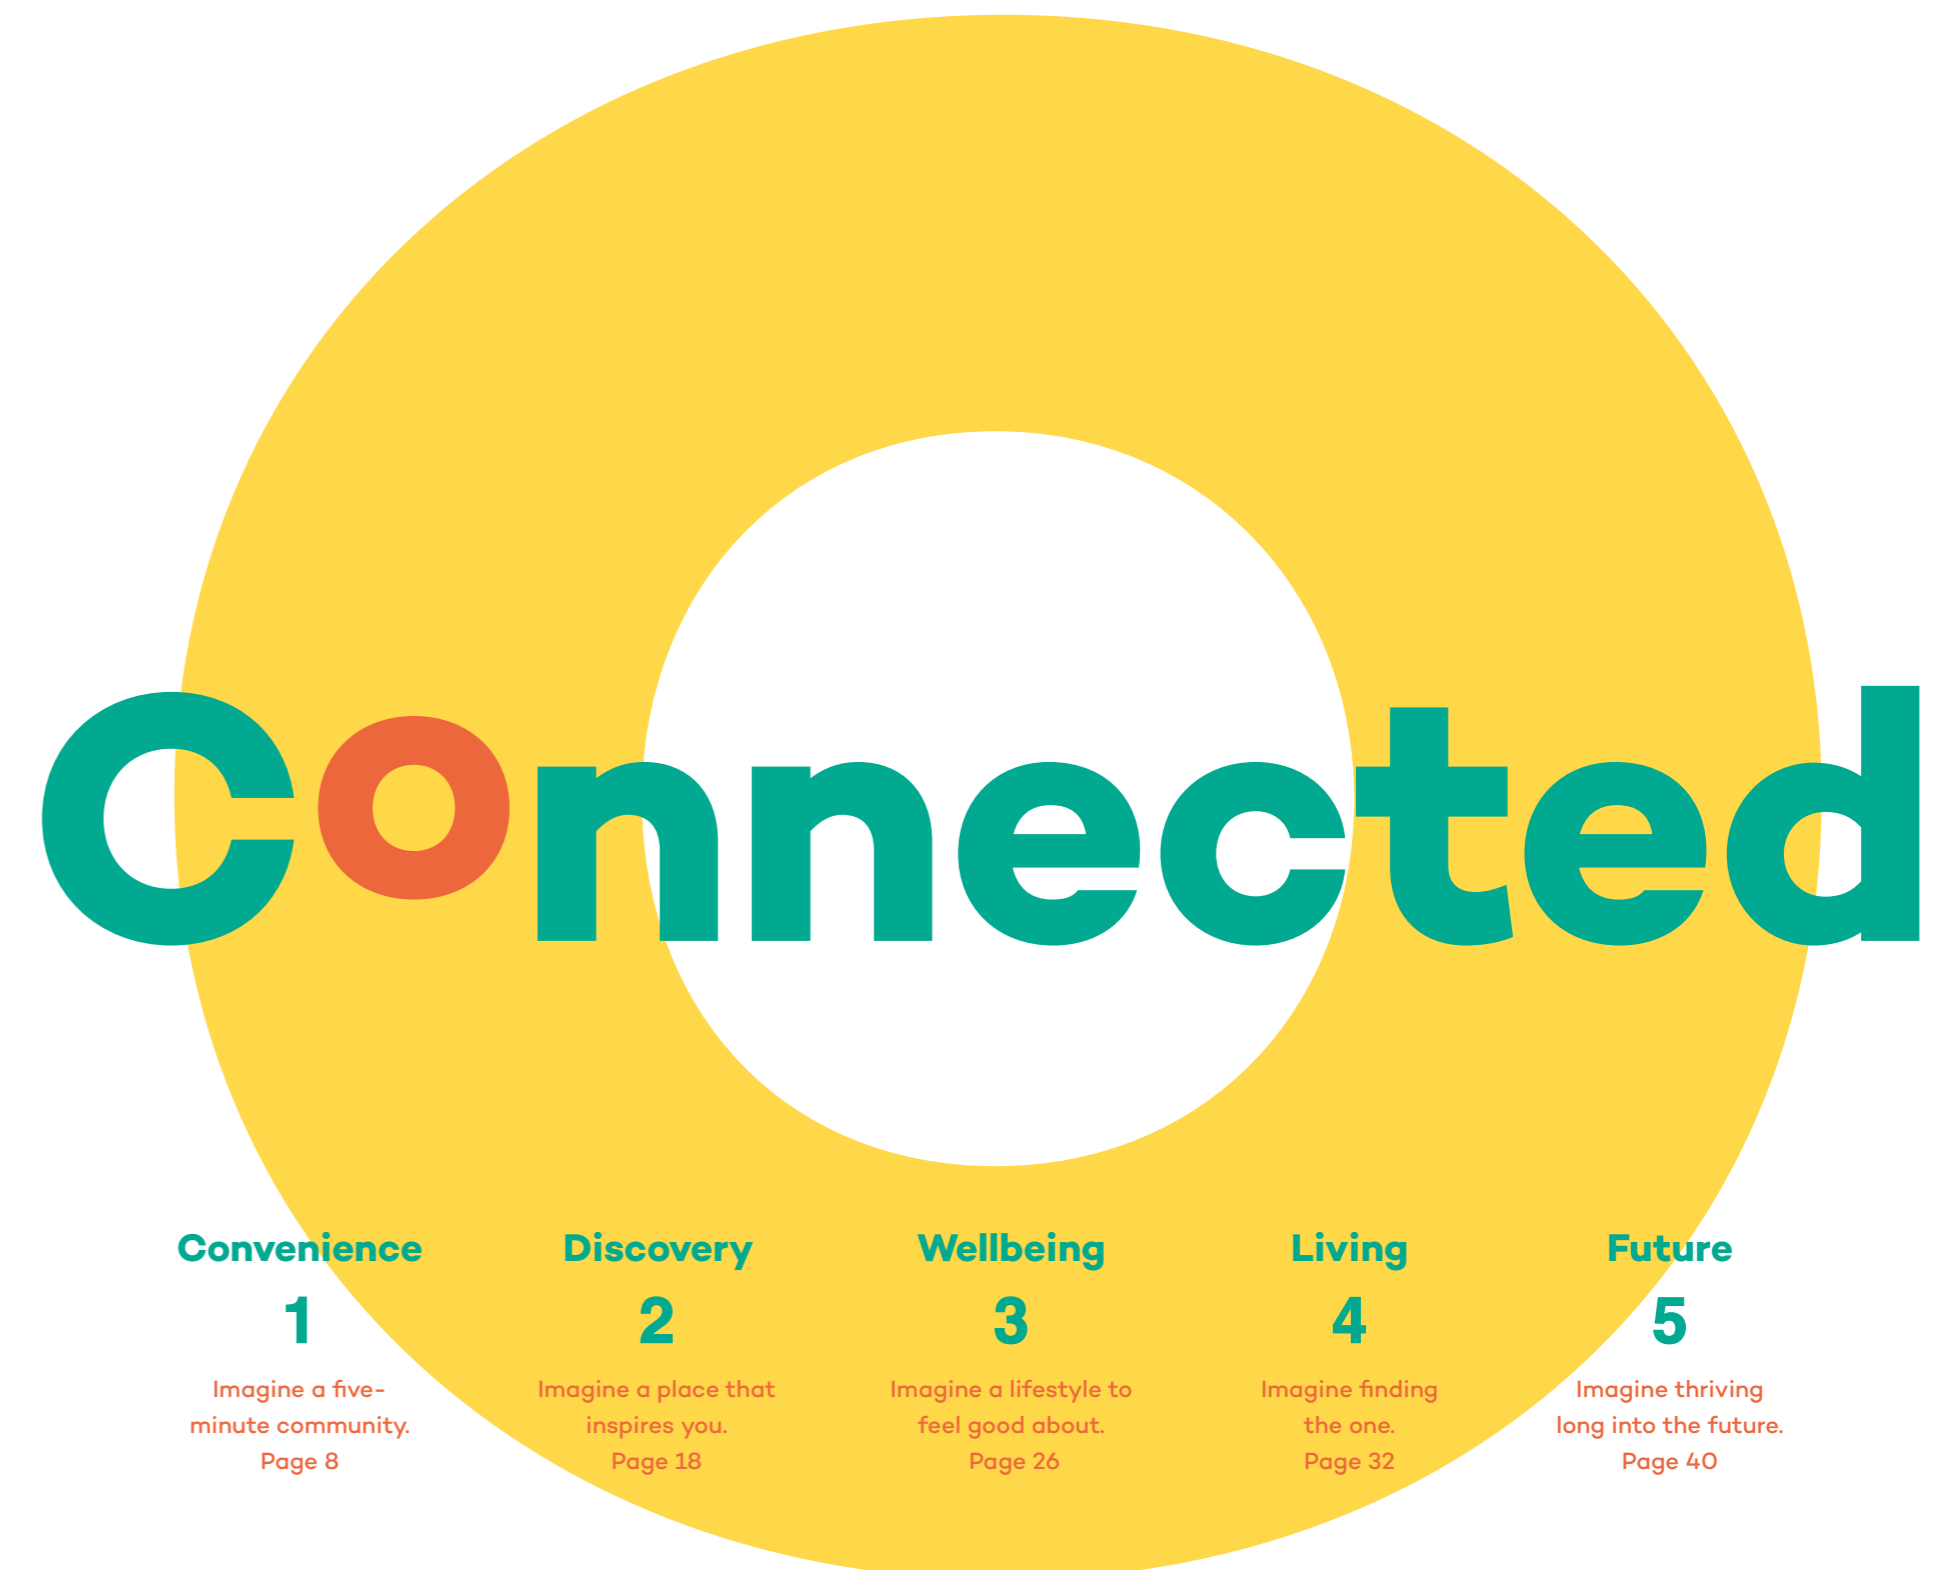 Connected
Convenience
1
Imagine a five-
minute community.
Page 8
Discovery
2
Imagine a place that
inspires you.
Page 18
Wellbeing
3
Imagine a lifestyle to
feel good about.
Page 26
Living
4
Imagine finding
the one.
Page 32
Future
5
Imagine thriving
long into the future.
Page 40